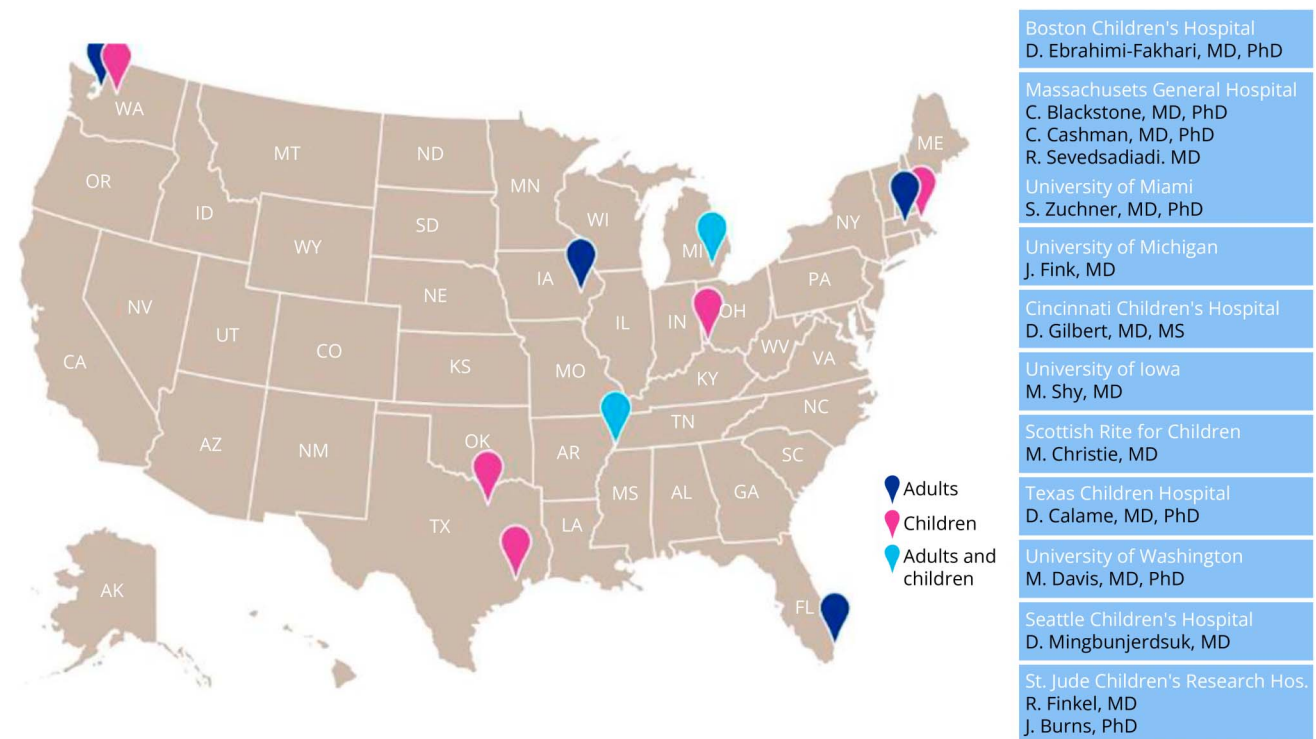 WA
MT
ND
MN
ME
OR
ID
SD
WI
NY
WY
MI
IA
NE
PA
NV
IL
IN
OH
UT
CO
WV
CA
KS
MO
KY
VA
NC
TN
AZ
NM
OK
AR
SC
MS
AL
GA
TX
LA
AK
FL
Adults
Children
Adults and
children
Boston Children's Hospital
D. Ebrahimi-Fakhari, MD, PhD
Massachusets General Hospital
C. Blackstone, MD, PhD
C. Cashman, MD, PhD
R. Sevedsadiadi. MD
University of Miami
S. Zuchner, MD, PhD
University of Michigan
J. Fink, MD
Cincinnati Children's Hospital
D. Gilbert, MD, MS
University of Iowa
M. Shy, MD
Scottish Rite for Children
M. Christie, MD
Texas Children Hospital
D. Calame, MD, PhD
University of Washington
M. Davis, MD, PhD
Seattle Children's Hospital
D. Mingbunjerdsuk, MD
St. Jude Children's Research Hos.
R. Finkel, MD
J. Burns, PhD